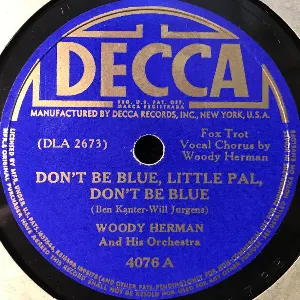 DECCA
REG. U.S. PAT. OFF.
MARCA REGISTRADA
MANUFACTURED BY DECCA RECORDS, INC., NEW YORK, U.S.A.
(DLA 2673)
Fox Trot
Vocal Chorus by
Woody Herman
DON'T BE BLUE, LITTLE PAL,
DON'T BE BLUE
(Ben Kanter-Will Jurgens)
WOODY HERMAN
And His Orchestra
4076 A